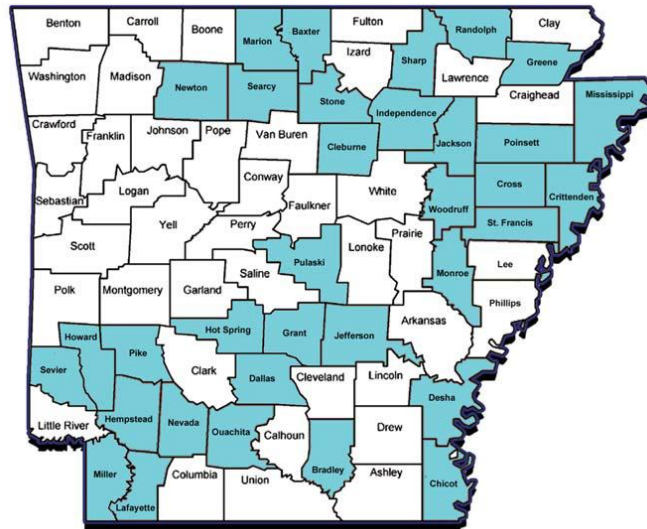 Benton
Carroll
Boone
Marion
Baxter
Fulton
Randolph
Clay
Izard
Sharp
Greene
Washington
Madison
Newton
Searcy
Stone
Lawrence
Craighead
Mississippi
Independence
Crawford
Franklin
Johnson
Pope
Van Buren
Cleburne
Jackson
Poinsett
Conway
White
Cross
Crittenden
Sebastian
Logan
Faulkner
Woodruff
Yell
Perry
St. Francis
Scott
Pulaski
Lonoke
Prairie
Saline
Monroe
Lee
Polk
Montgomery
Garland
Phillips
Hot Spring
Grant
Jefferson
Arkansas
Howard
Pike
Sevier
Clark
Dallas
Cleveland
Lincoln
Desha
Hempstead
Nevada
Ouachita
Little River
Calhoun
Drew
Bradley
Miller
Columbia
Union
Ashley
Chicot
Lafayette